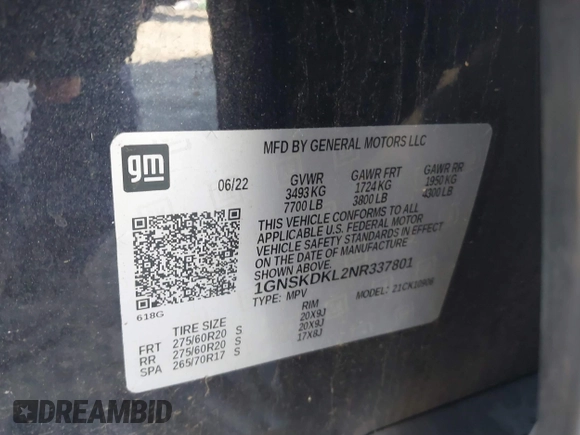 gm
MFD BY GENERAL MOTORS LLC
06/22 GVWR GAWR FRT GAWR RR
3493 KG 1724 KG 1950 KG
7700 LB 3800 LB 4300 LB
THIS VEHICLE CONFORMS TO ALL
APPLICABLE U.S. FEDERAL MOTOR
VEHICLE SAFETY STANDARDS IN EFFECT
ON THE DATE OF MANUFACTURE
SHOWN ABOVE.
1GNSKDKL2NR337801
TYPE: MPV MODEL: 21CK10906
618G
TIRE SIZE RIM
FRT 275/60R20 S 20X9J
RR 275/60R20 S 20X9J
SPA 265/70R17 S 17X8J
DREAMBID